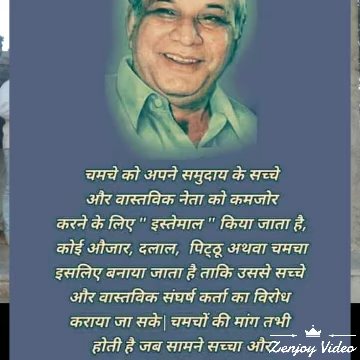 चमचे को अपने समुदाय के सच्चे
और वास्तविक नेता को कमजोर
करने के लिए " इस्तेमाल " किया जाता है,
कोई औजार, दलाल, पिट्ठू अथवा चमचा
इसलिए बनाया जाता है ताकि उससे सच्चे
और वास्तविक संघर्ष कर्ता का विरोध
कराया जा सके| चमचों की मांग तभी
होती है जब सामने सच्चा और
Zenjoy Video